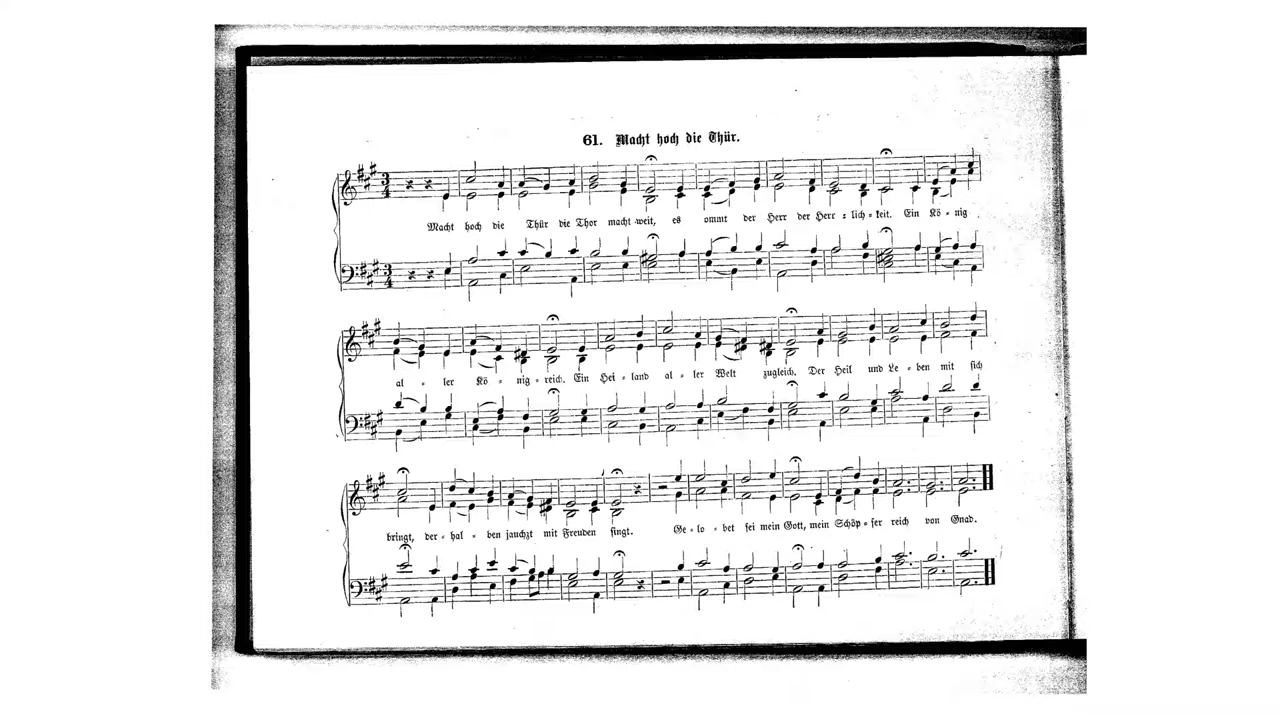 61. Macht hoch die Thür.
Macht hoch die Thür die Thor macht weit, es ommt der Herr der Herr - lich - keit. Ein Kö - nig
al - ler Kö - nig - reich. Ein Hei - land al - ler Welt zugleich. Der Heil und Le - ben mit sich
bringt, der - hal - ben jauchzt mit Freuden singt. Ge - lo - bet sei mein Gott, mein Schöp - fer reich von Gnad.